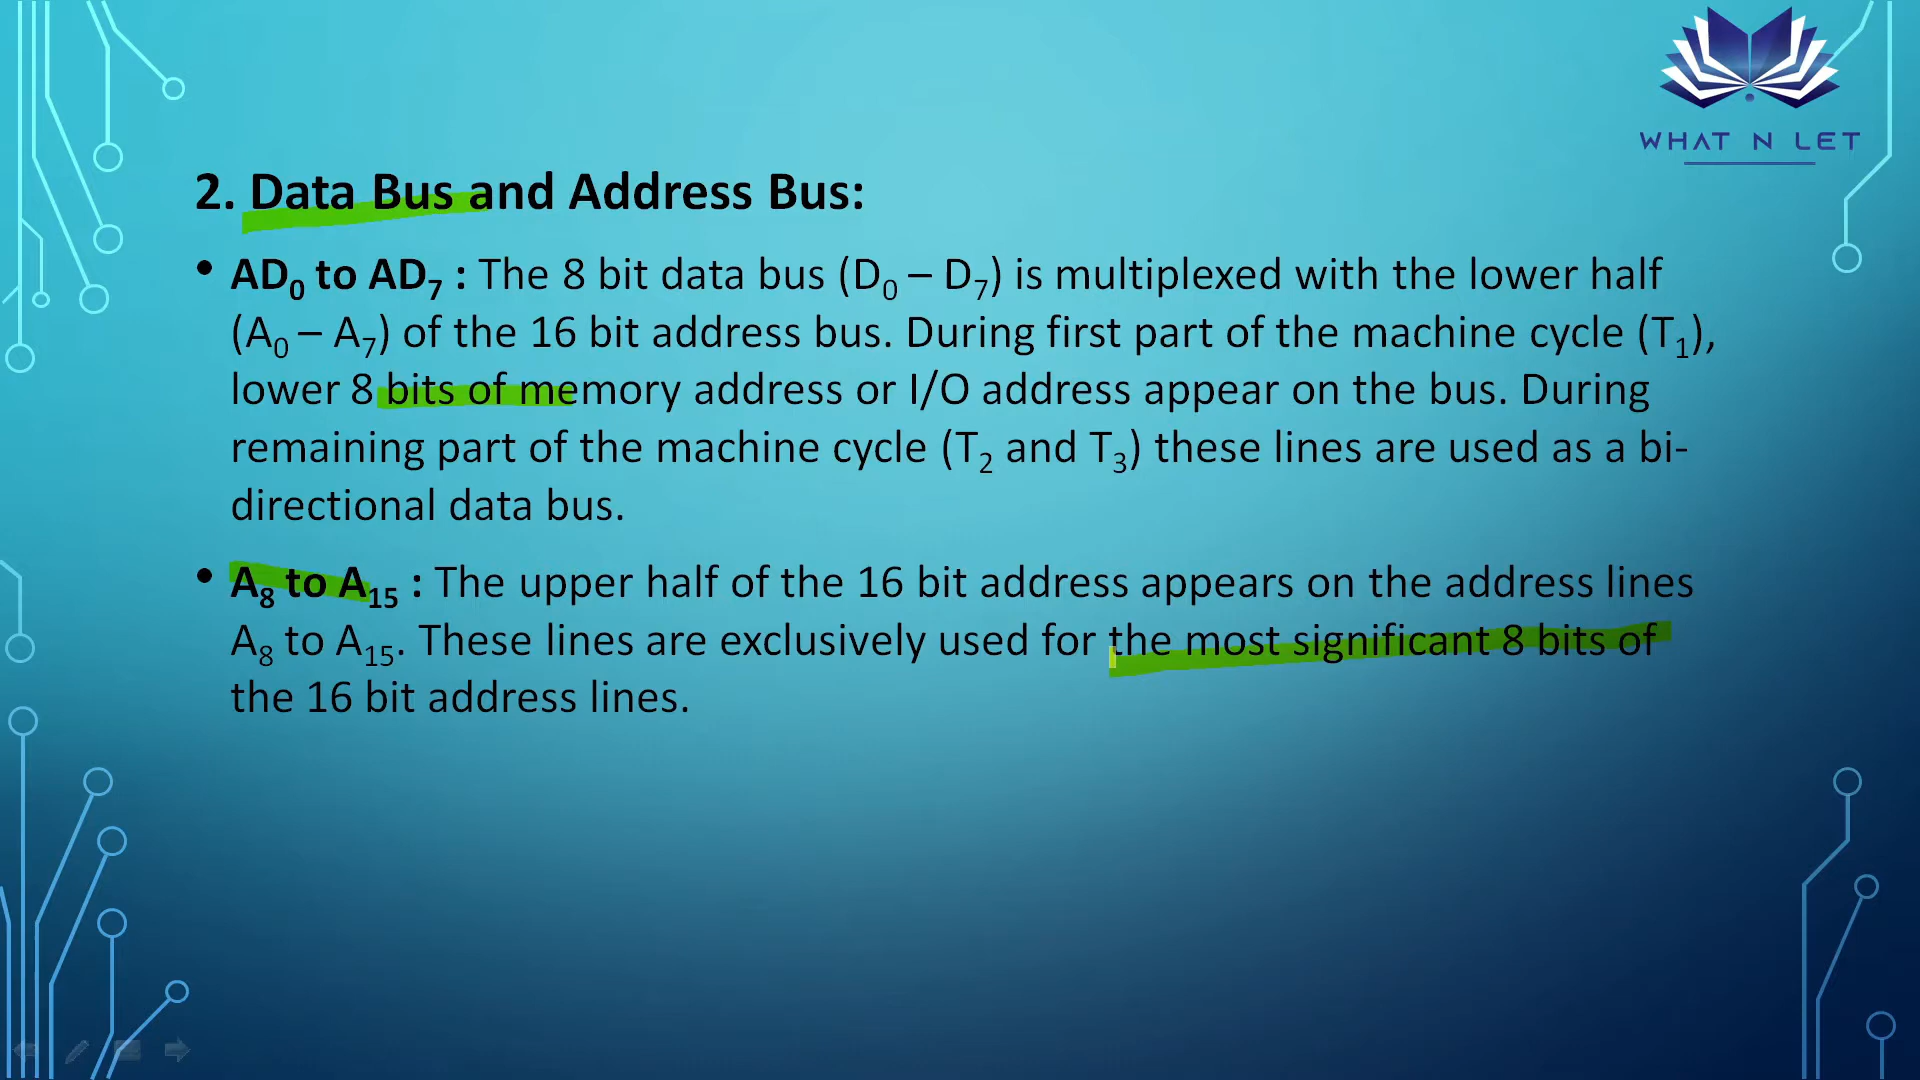 WHAT N LET
2. Data Bus and Address Bus:
• AD₀ to AD₇ : The 8 bit data bus (D₀ – D₇) is multiplexed with the lower half
(A₀ – A₇) of the 16 bit address bus. During first part of the machine cycle (T₁),
lower 8 bits of memory address or I/O address appear on the bus. During
remaining part of the machine cycle (T₂ and T₃) these lines are used as a bi-
directional data bus.
• A₈ to A₁₅ : The upper half of the 16 bit address appears on the address lines
A₈ to A₁₅. These lines are exclusively used for the most significant 8 bits of
the 16 bit address lines.